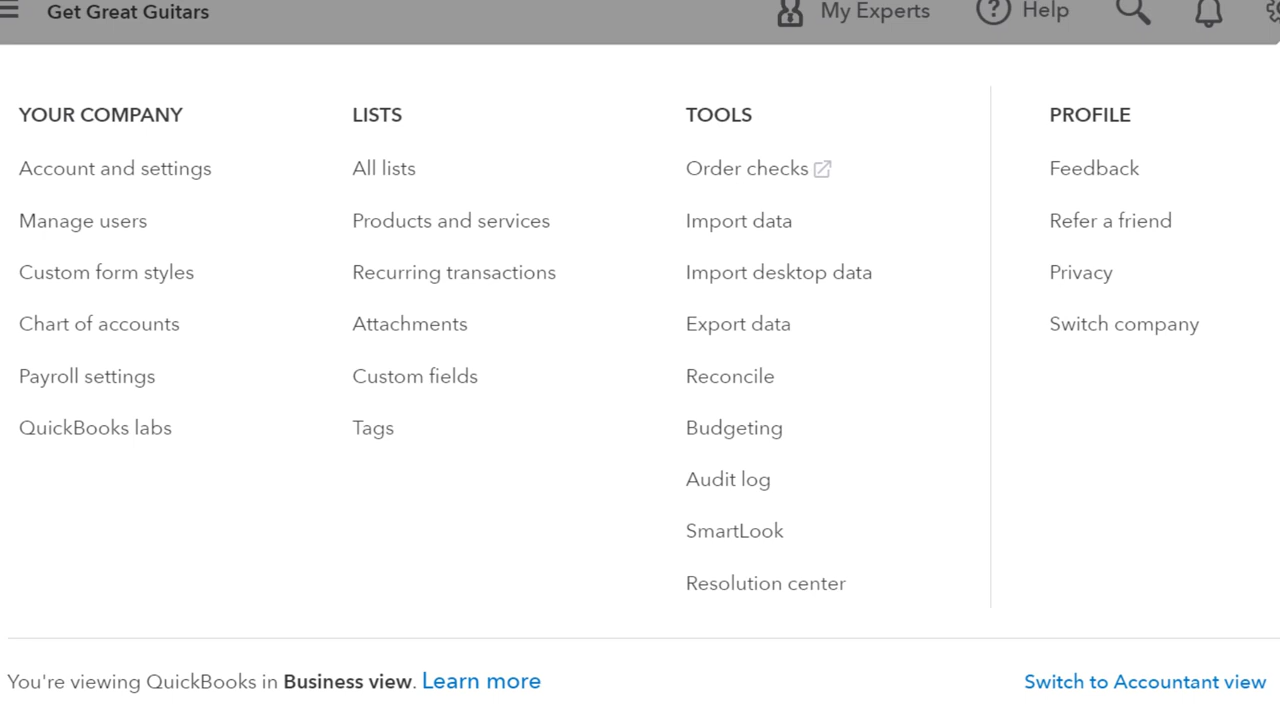 Get Great Guitars
My Experts
Help
YOUR COMPANY
Account and settings
Manage users
Custom form styles
Chart of accounts
Payroll settings
QuickBooks labs
LISTS
All lists
Products and services
Recurring transactions
Attachments
Custom fields
Tags
TOOLS
Order checks
Import data
Import desktop data
Export data
Reconcile
Budgeting
Audit log
SmartLook
Resolution center
PROFILE
Feedback
Refer a friend
Privacy
Switch company
You're viewing QuickBooks in Business view. Learn more
Switch to Accountant view